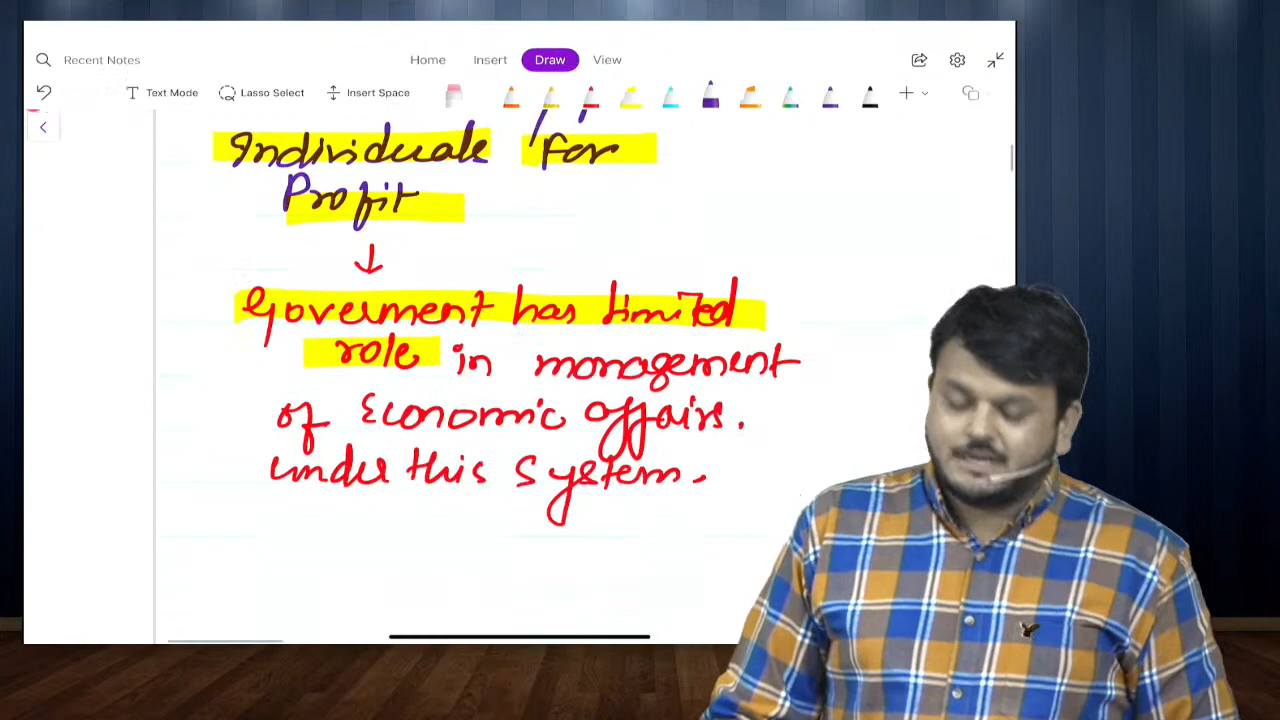 Recent Notes
Home Insert Draw View
Text Mode Lasso Select Insert Space
Individuals for
Profit
Goverment has limited
role in management
of Economic affairs.
under this System.